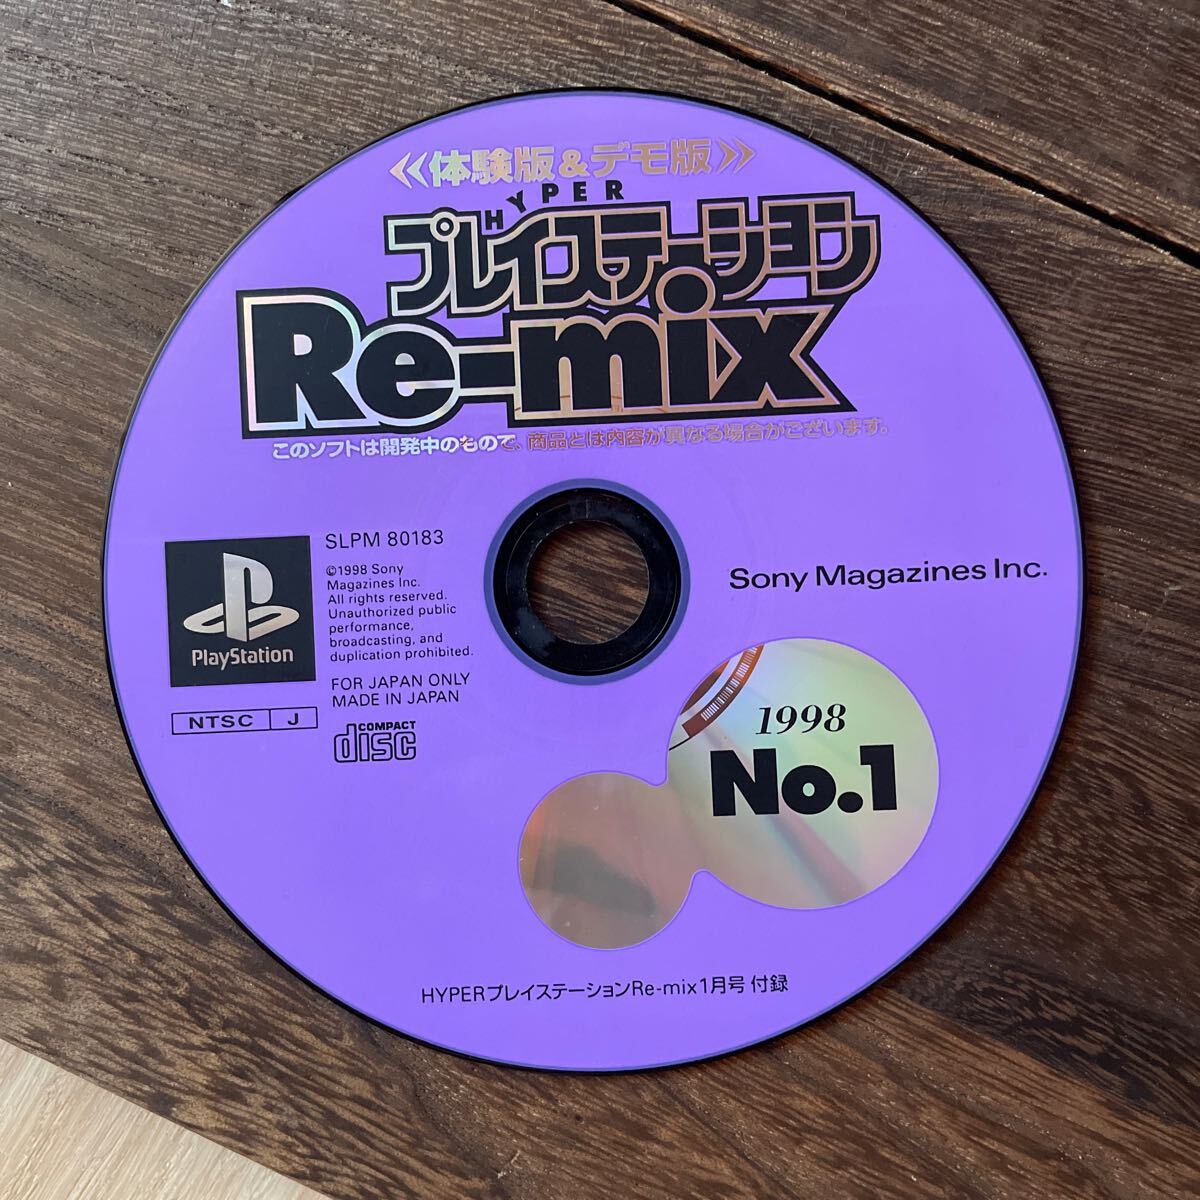 ≪体験版&デモ版≫
HYPER
プレイステーション
Re-mix
このソフトは開発中のもので、商品とは内容が異なる場合がございます。
SLPM 80183
©1998 Sony
Magazines Inc.
All rights reserved.
Unauthorized public
performance,
broadcasting, and
duplication prohibited.
FOR JAPAN ONLY
MADE IN JAPAN
PlayStation
NTSC J
COMPACT
disc
Sony Magazines Inc.
1998
No.1
HYPERプレイステーションRe-mix1月号 付録